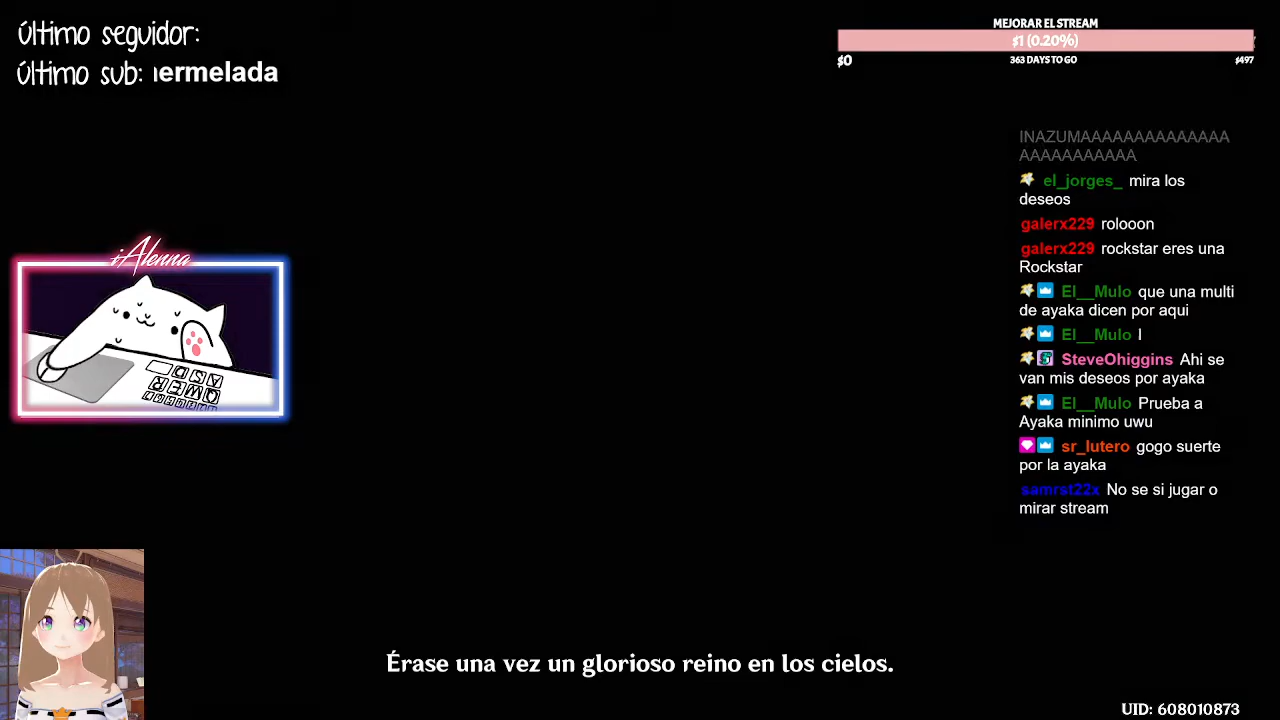 último seguidor:
último sub: ermelada
MEJORAR EL STREAM
$1 (0.20%)
$0
363 DAYS TO GO
$497
INAZUMAAAAAAAAAAAAAA
AAAAAAAAAAA
el_jorges_ mira los
deseos
galerx229 rolooon
galerx229 rockstar eres una
Rockstar
El__Mulo que una multi
de ayaka dicen por aqui
El__Mulo l
SteveOhiggins Ahi se
van mis deseos por ayaka
El__Mulo Prueba a
Ayaka minimo uwu
sr_lutero gogo suerte
por la ayaka
samrst22x No se si jugar o
mirar stream
iAlenna
Érase una vez un glorioso reino en los cielos.
UID: 608010873